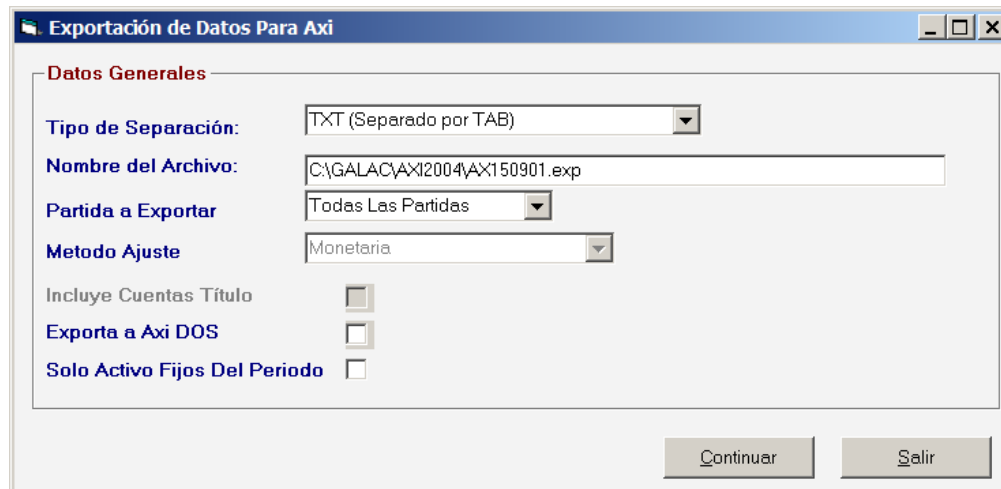 Exportación de Datos Para Axi
Datos Generales
Tipo de Separación: TXT (Separado por TAB)
Nombre del Archivo: C:\GALAC\AXI2004\AX150901.exp
Partida a Exportar Todas Las Partidas
Metodo Ajuste Monetaria
Incluye Cuentas Título
Exporta a Axi DOS
Solo Activo Fijos Del Periodo
Continuar Salir